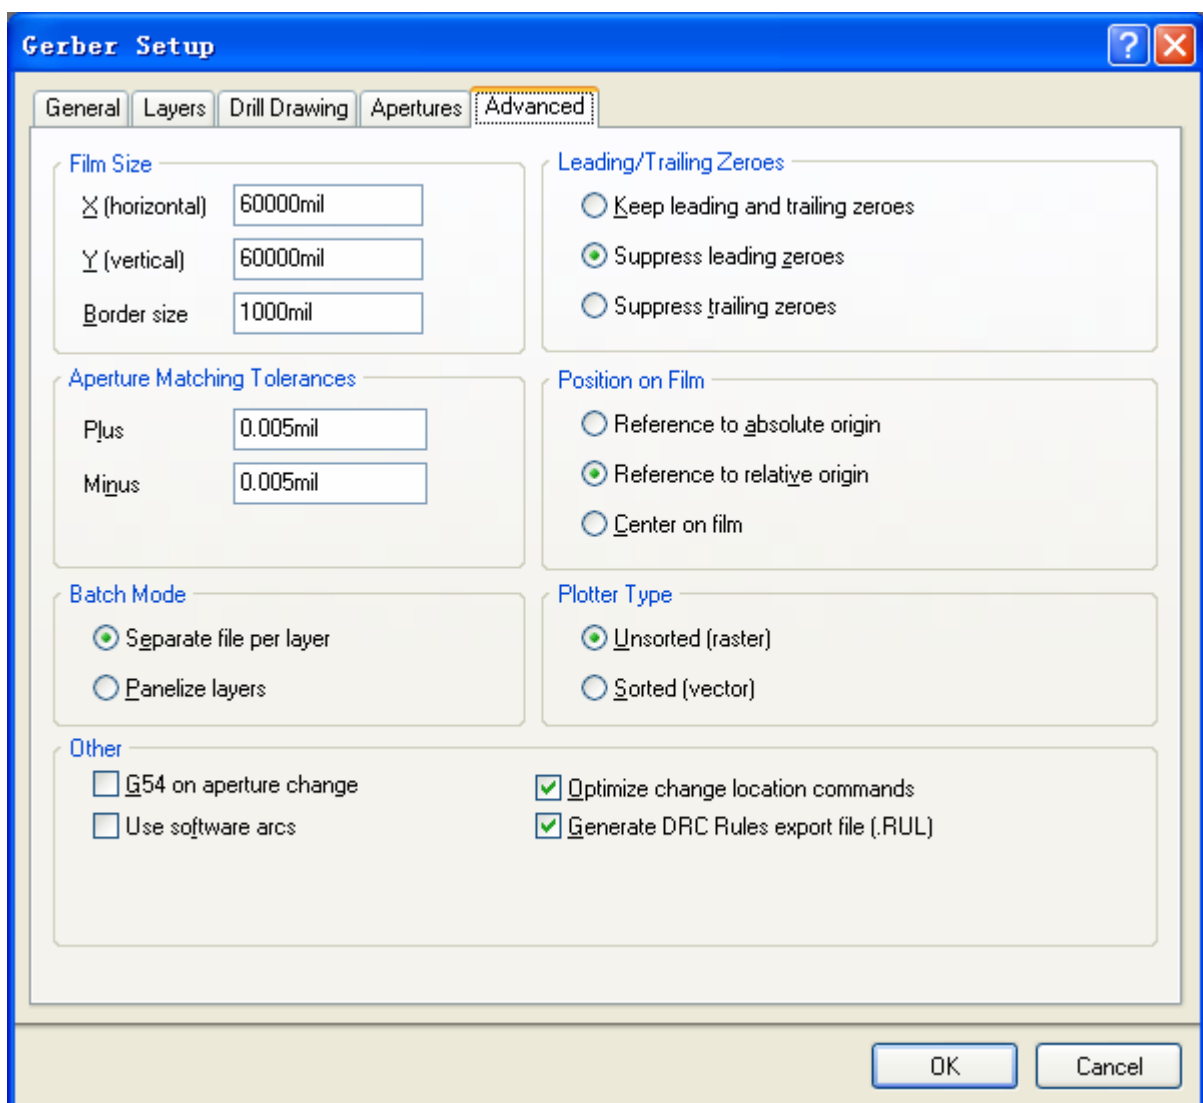 Gerber Setup
General Layers Drill Drawing Apertures Advanced
Film Size
X (horizontal) 60000mil
Y (vertical) 60000mil
Border size 1000mil
Leading/Trailing Zeroes
Keep leading and trailing zeroes
Suppress leading zeroes
Suppress trailing zeroes
Aperture Matching Tolerances
Plus 0.005mil
Minus 0.005mil
Position on Film
Reference to absolute origin
Reference to relative origin
Center on film
Batch Mode
Separate file per layer
Panelize layers
Plotter Type
Unsorted (raster)
Sorted (vector)
Other
G54 on aperture change
Use software arcs
Optimize change location commands
Generate DRC Rules export file (.RUL)
OK Cancel